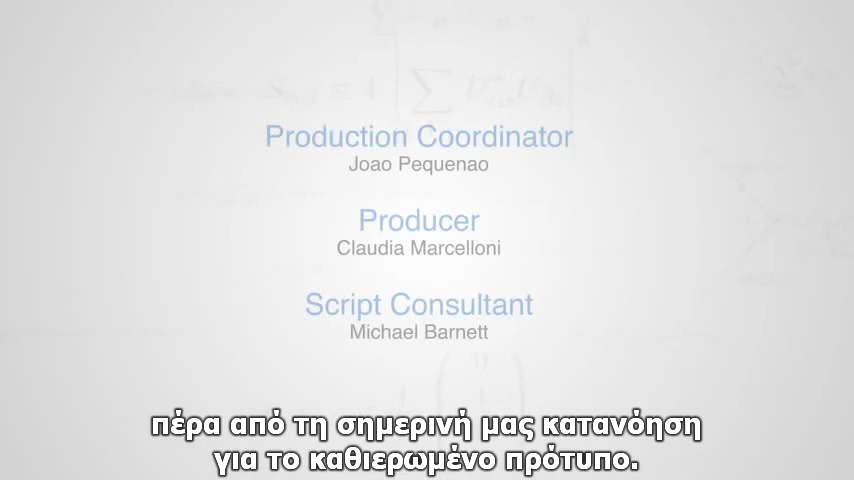 Production Coordinator
Joao Pequenao
Producer
Claudia Marcelloni
Script Consultant
Michael Barnett
πέρα από τη σημερινή μας κατανόηση
για το καθιερωμένο πρότυπο.